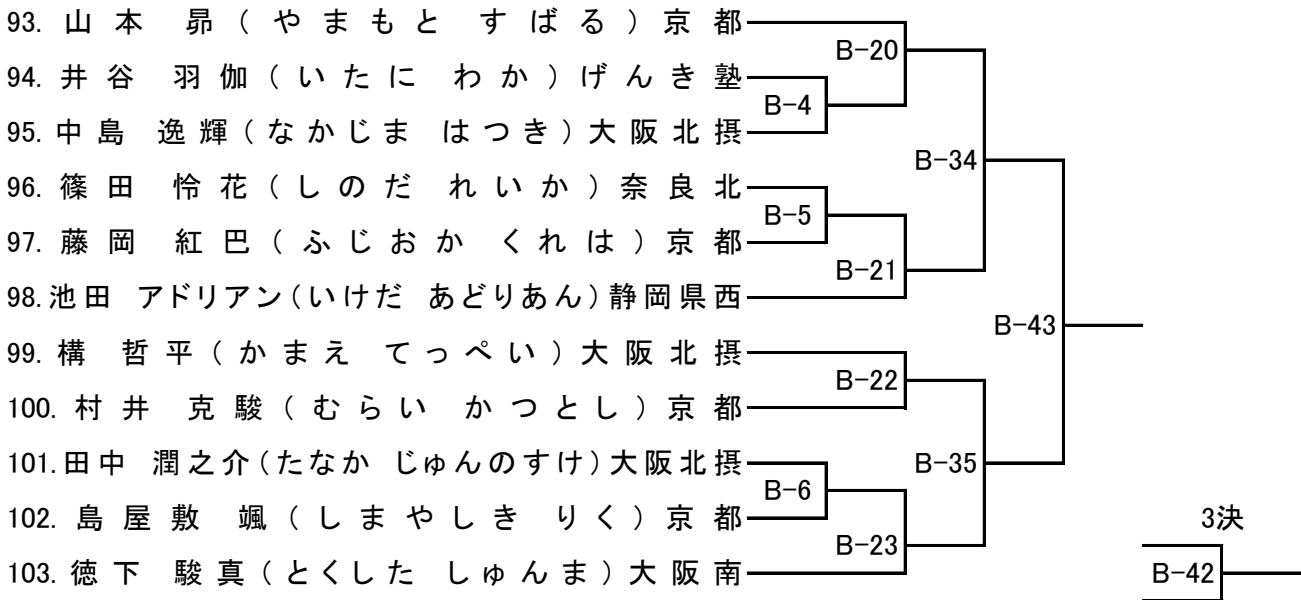 93. 山本 昴(やまもと すばる)京都
B-20
94. 井谷 羽伽(いたに わか)げんき塾
B-4
95. 中島 逸輝(なかじま はつき)大阪北摂
B-34
96. 篠田 怜花(しのだ れいか)奈良北
B-5
97. 藤岡 紅巴(ふじおか くれは)京都
B-21
98. 池田 アドリアン(いけだ あどりあん)静岡県西
B-43
99. 構 哲平(かまえ てっぺい)大阪北摂
B-22
100. 村井 克駿(むらい かつとし)京都
101. 田中 潤之介(たなか じゅんのすけ)大阪北摂
B-35
B-6
102. 島屋敷 颯(しまやしき りく)京都
3決
B-23
103. 徳下 駿真(とくした しゅんま)大阪南
B-42